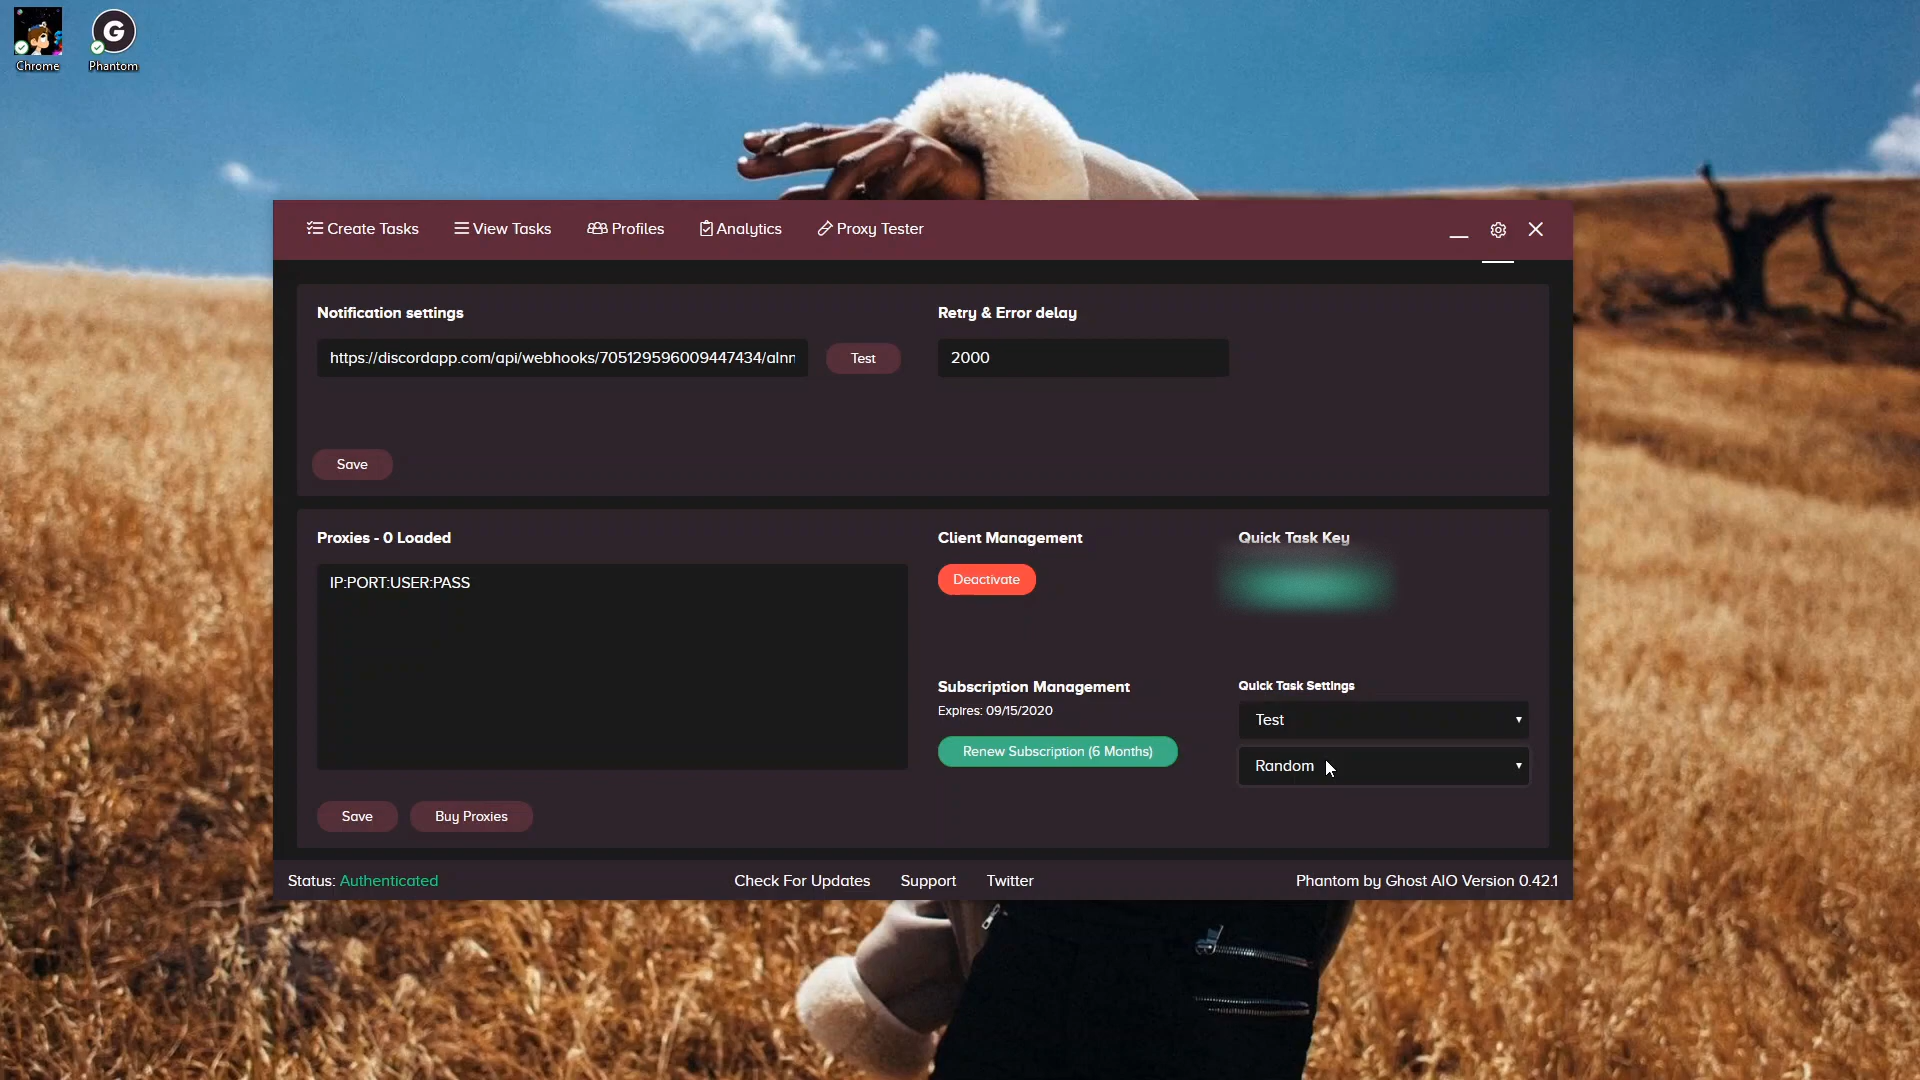 Chrome
Phantom
Create Tasks
View Tasks
Profiles
Analytics
Proxy Tester
Notification settings
https://discordapp.com/api/webhooks/705129596009447434/alnn
Test
Retry & Error delay
2000
Save
Proxies - 0 Loaded
IP:PORT:USER:PASS
Save
Buy Proxies
Client Management
Deactivate
Quick Task Key
Subscription Management
Expires: 09/15/2020
Renew Subscription (6 Months)
Quick Task Settings
Test
Random
Status: Authenticated
Check For Updates
Support
Twitter
Phantom by Ghost AIO Version 0.42.1